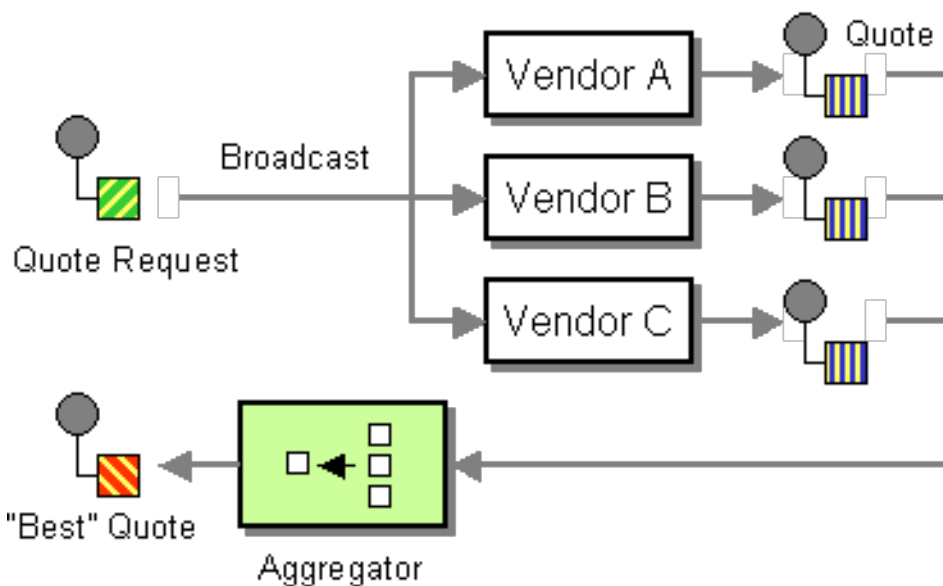 Quote
Vendor A
Broadcast
Vendor B
Quote Request
Vendor C
"Best" Quote
Aggregator